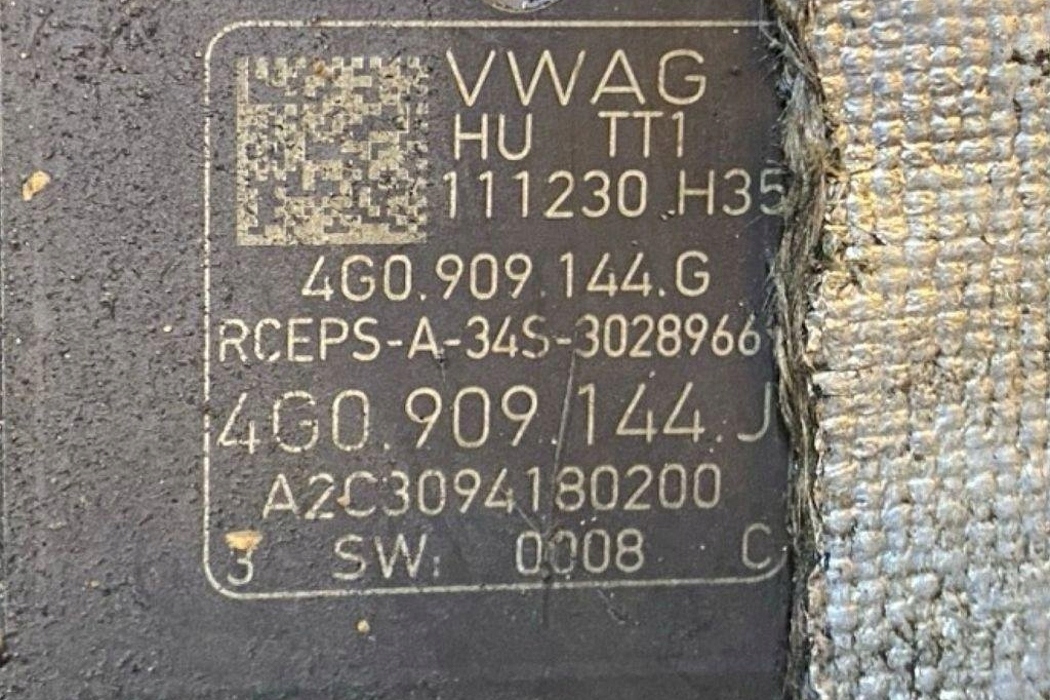 VWAG
HU TT1
111230 H35
4G0.909.144.G
RCEPS-A-34S-3028966
4G0.909.144.J
A2C3094180200
3 SW: 0008 C